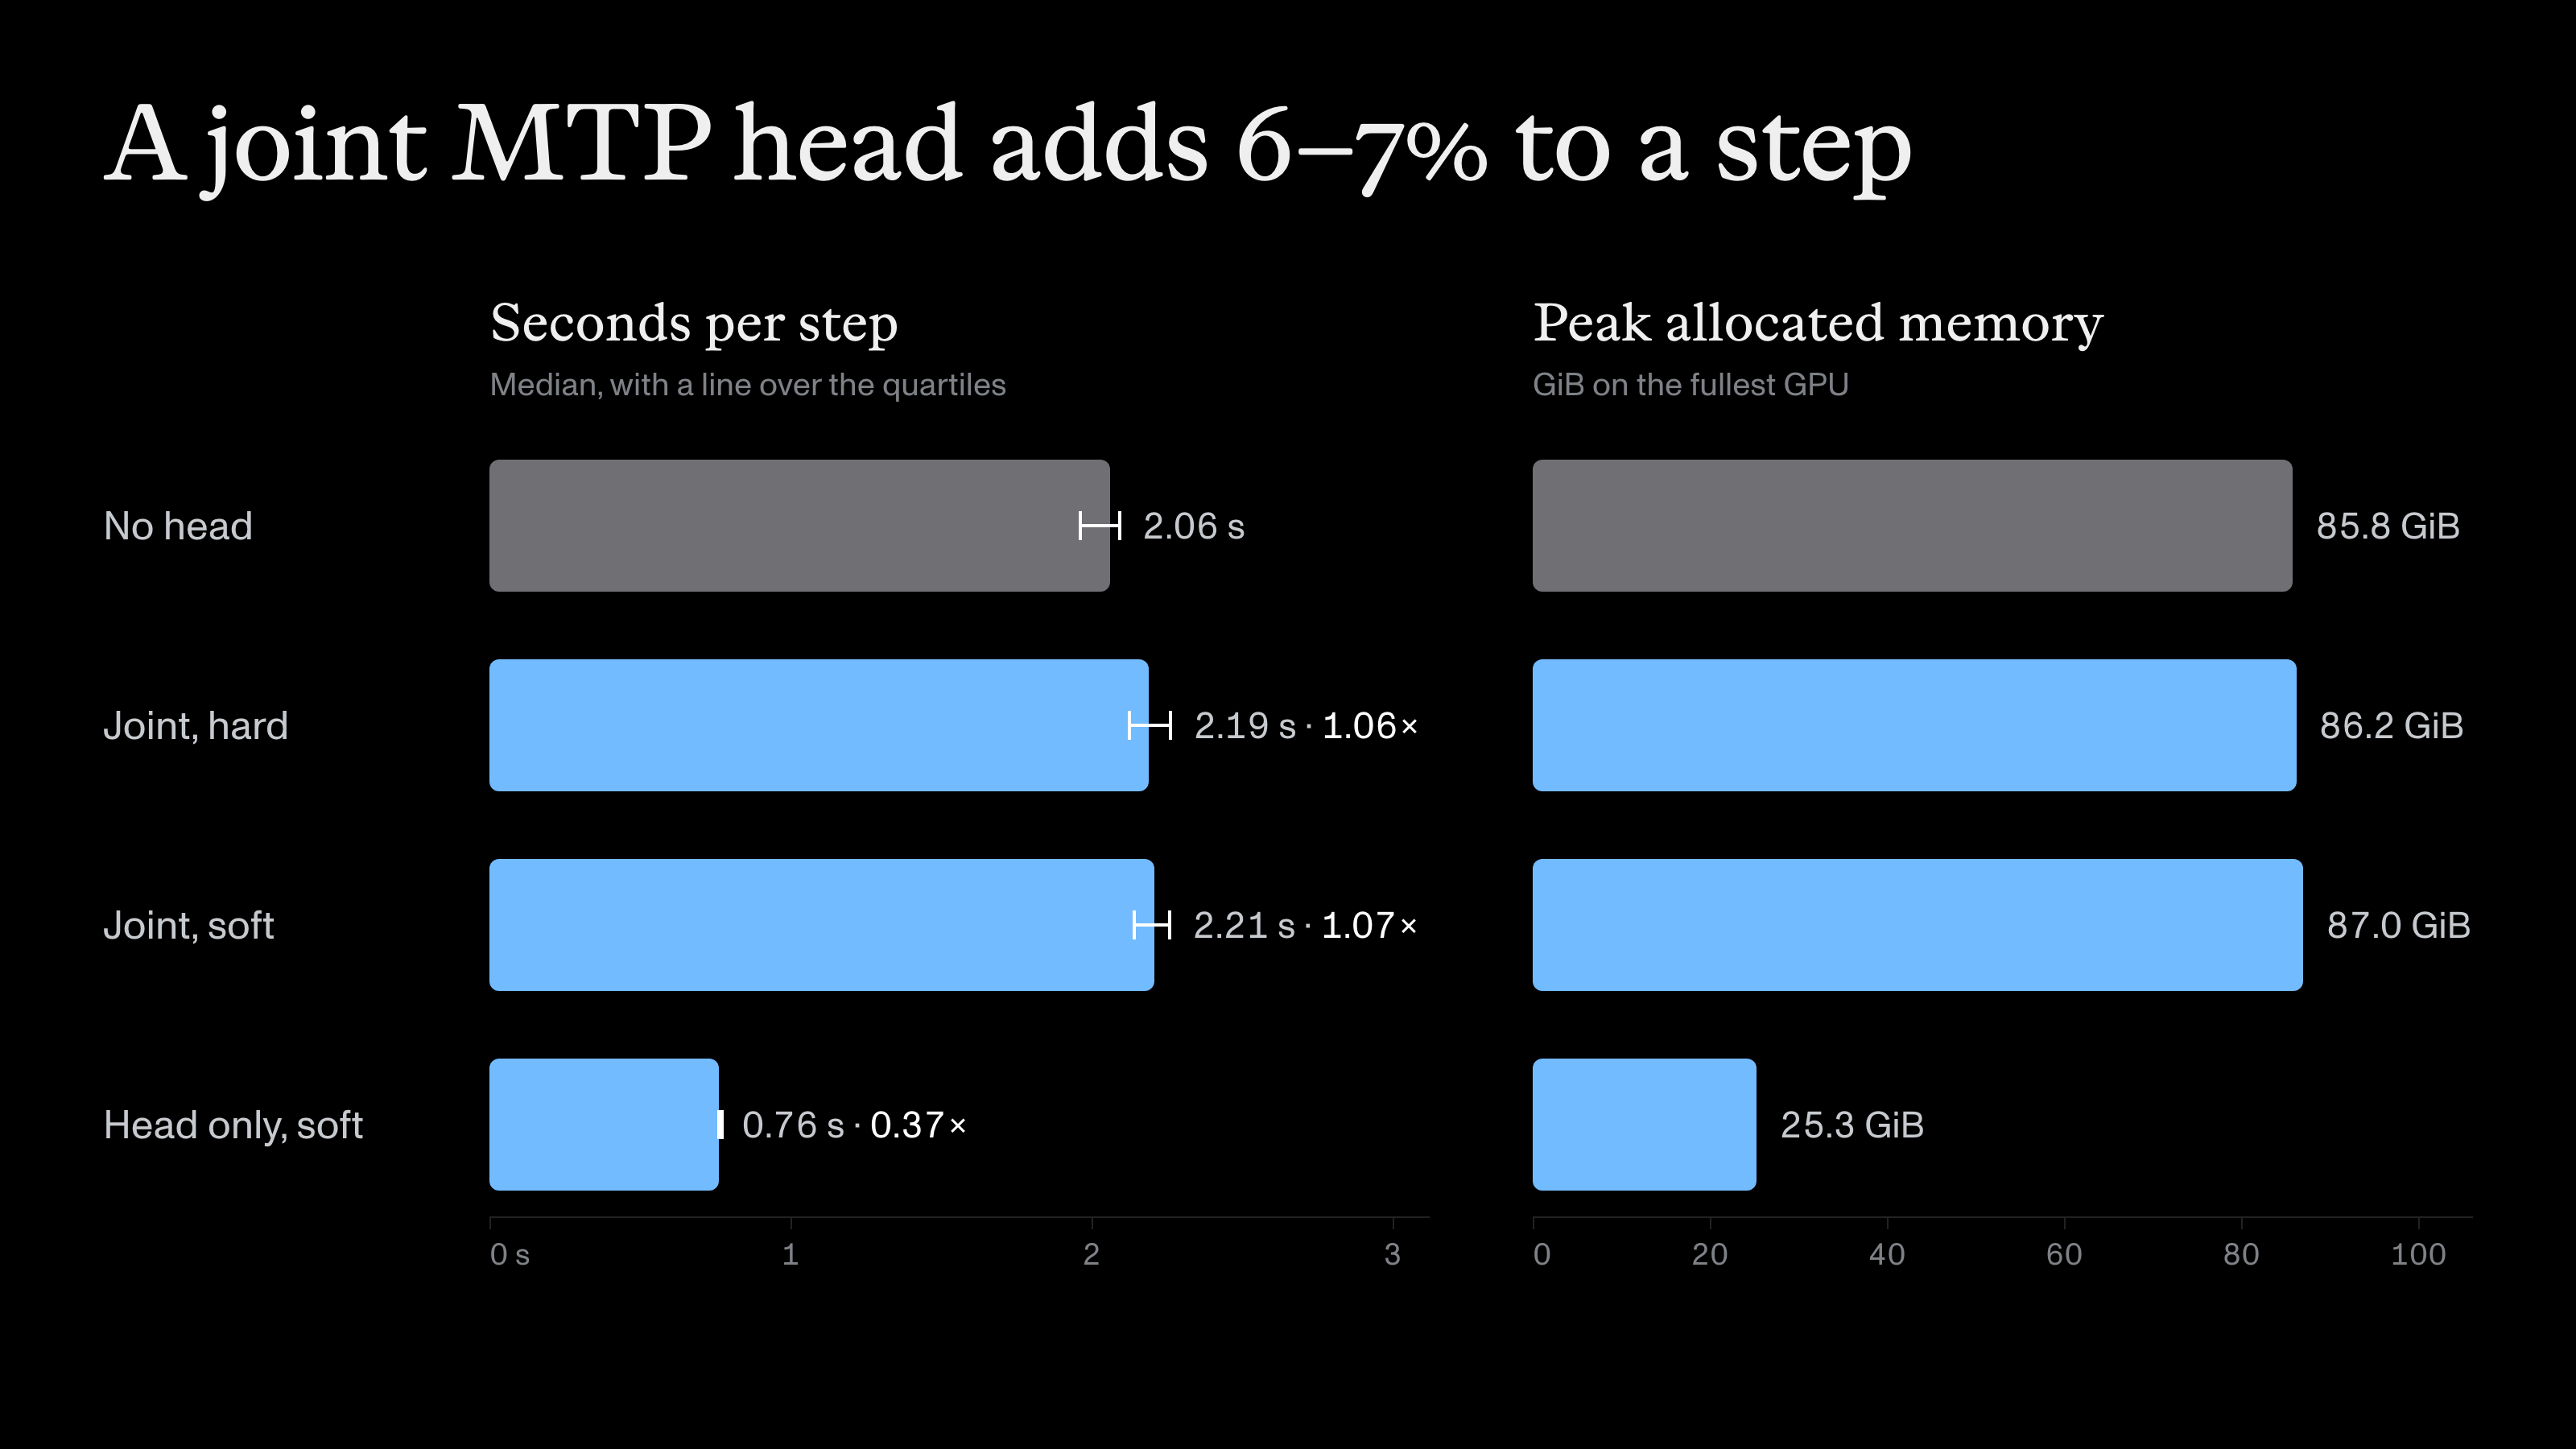 A joint MTP head adds 6–7% to a step
Seconds per step
Median, with a line over the quartiles
Peak allocated memory
GiB on the fullest GPU
No head
2.06 s
85.8 GiB
Joint, hard
2.19 s · 1.06×
86.2 GiB
Joint, soft
2.21 s · 1.07×
87.0 GiB
Head only, soft
0.76 s · 0.37×
25.3 GiB
0 s 1 2 3
0 20 40 60 80 100